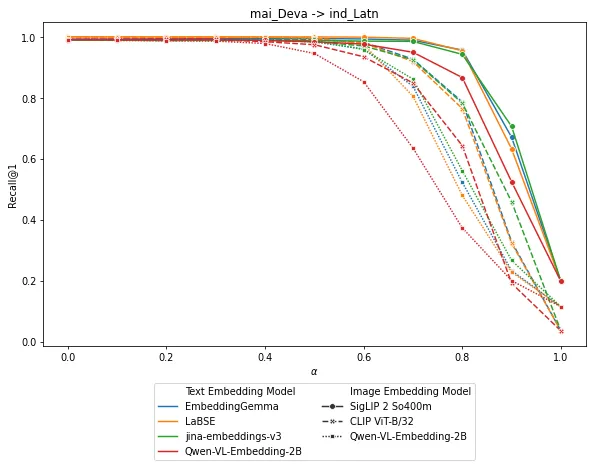 mai_Deva -> ind_Latn
Recall@1
1.0
0.8
0.6
0.4
0.2
0.0
0.0 0.2 0.4 0.6 0.8 1.0
α
Text Embedding Model
EmbeddingGemma
LaBSE
jina-embeddings-v3
Qwen-VL-Embedding-2B
Image Embedding Model
SigLIP 2 So400m
CLIP ViT-B/32
Qwen-VL-Embedding-2B